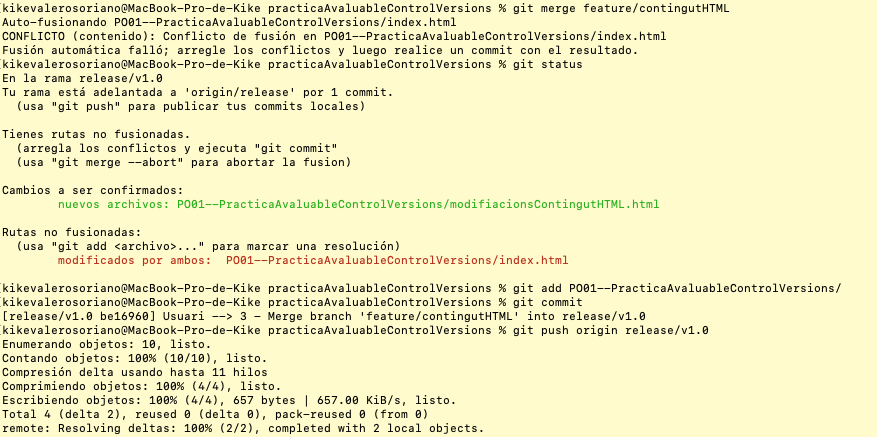 [kikevalerosoriano@MacBook-Pro-de-Kike practicaAvaluableControlVersions % git merge feature/contingutHTML
Auto-fusionando PO01--PracticaAvaluableControlVersions/index.html
CONFLICTO (contenido): Conflicto de fusión en PO01--PracticaAvaluableControlVersions/index.html
Fusión automática falló; arregle los conflictos y luego realice un commit con el resultado.
[kikevalerosoriano@MacBook-Pro-de-Kike practicaAvaluableControlVersions % git status
En la rama release/v1.0
Tu rama está adelantada a 'origin/release' por 1 commit.
  (usa "git push" para publicar tus commits locales)

Tienes rutas no fusionadas.
  (arregla los conflictos y ejecuta "git commit"
  (usa "git merge --abort" para abortar la fusion)

Cambios a ser confirmados:
        nuevos archivos: PO01--PracticaAvaluableControlVersions/modifiacionsContingutHTML.html

Rutas no fusionadas:
  (usa "git add <archivo>..." para marcar una resolución)
        modificados por ambos:  PO01--PracticaAvaluableControlVersions/index.html

[kikevalerosoriano@MacBook-Pro-de-Kike practicaAvaluableControlVersions % git add PO01--PracticaAvaluableControlVersions/
[kikevalerosoriano@MacBook-Pro-de-Kike practicaAvaluableControlVersions % git commit
[release/v1.0 be16960] Usuari --> 3 - Merge branch 'feature/contingutHTML' into release/v1.0
[kikevalerosoriano@MacBook-Pro-de-Kike practicaAvaluableControlVersions % git push origin release/v1.0
Enumerando objetos: 10, listo.
Contando objetos: 100% (10/10), listo.
Compresión delta usando hasta 11 hilos
Comprimiendo objetos: 100% (4/4), listo.
Escribiendo objetos: 100% (4/4), 657 bytes | 657.00 KiB/s, listo.
Total 4 (delta 2), reused 0 (delta 0), pack-reused 0 (from 0)
remote: Resolving deltas: 100% (2/2), completed with 2 local objects.